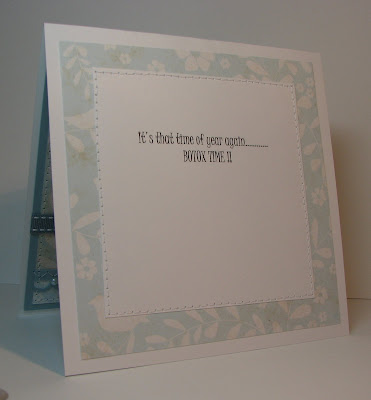 It's that time of year again...........
BOTOX TIME !!